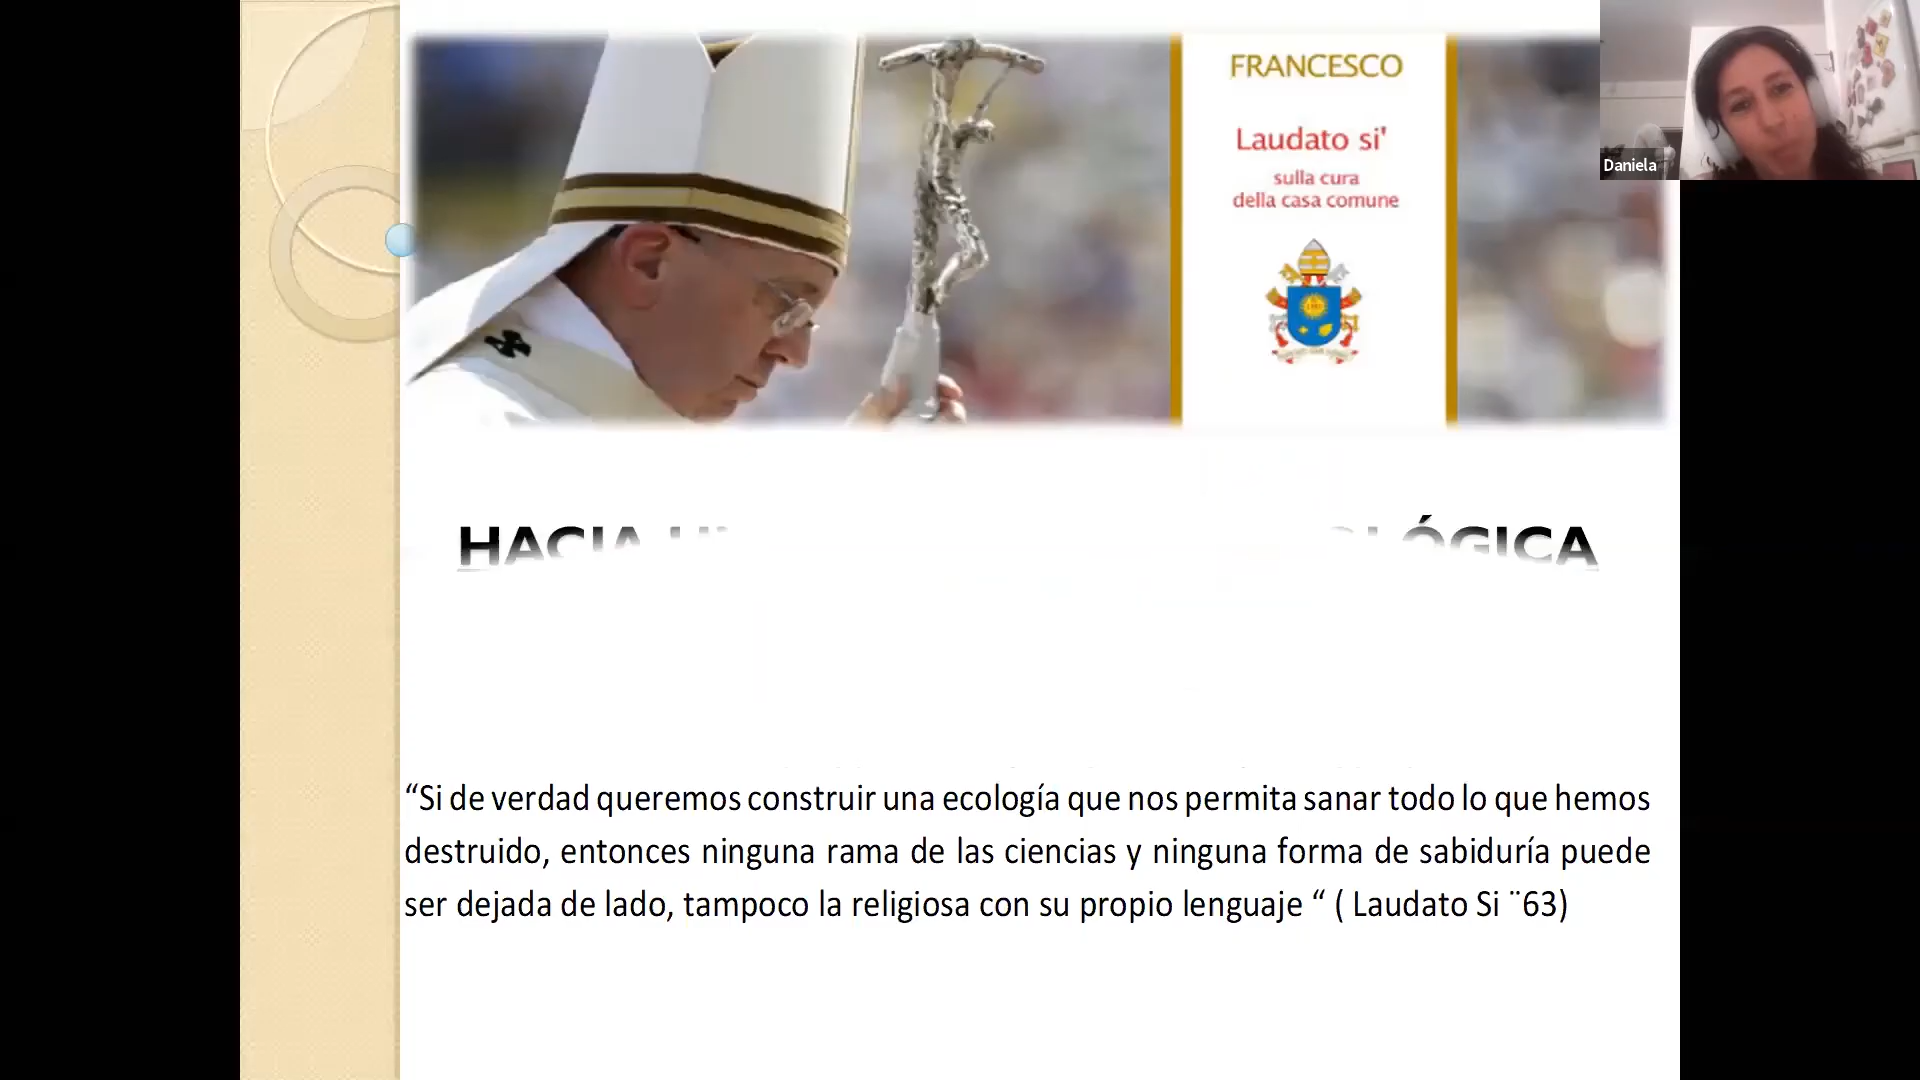 FRANCESCO
Laudato si'
sulla cura
della casa comune
Daniela
HACIA
“Si de verdad queremos construir una ecología que nos permita sanar todo lo que hemos
destruido, entonces ninguna rama de las ciencias y ninguna forma de sabiduría puede
ser dejada de lado, tampoco la religiosa con su propio lenguaje “ ( Laudato Si ¨63)